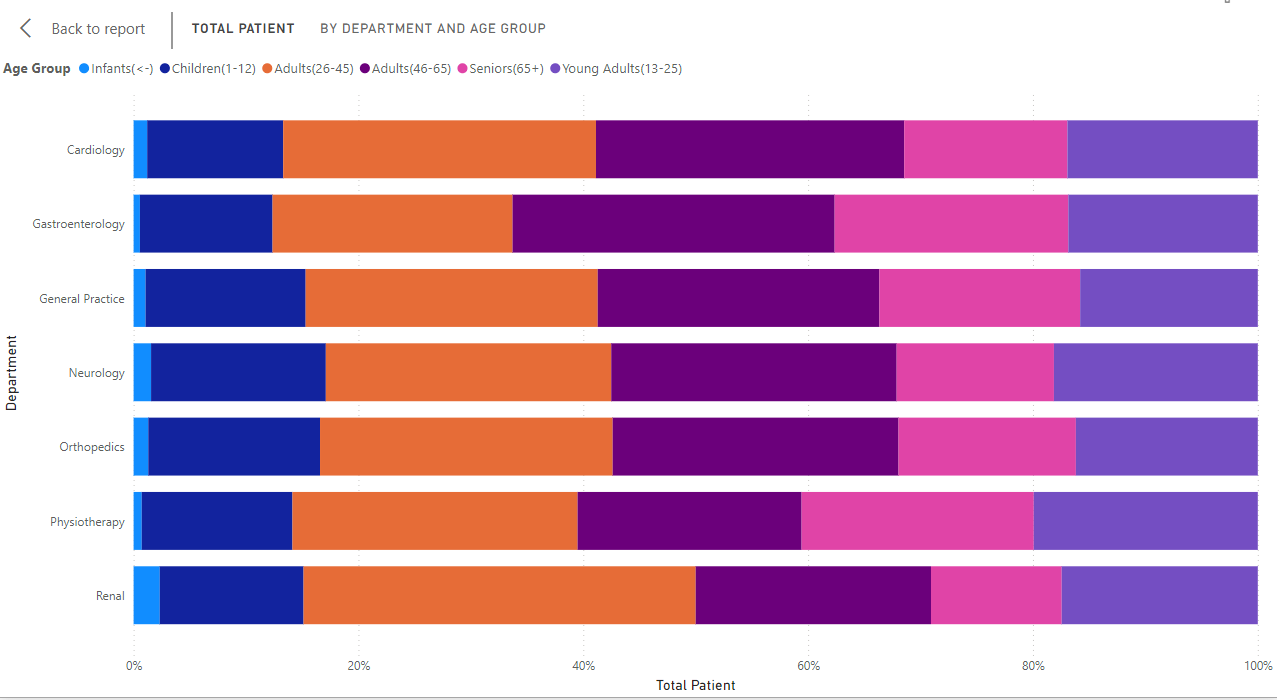 Back to report TOTAL PATIENT BY DEPARTMENT AND AGE GROUP
Age Group Infants(<-) Children(1-12) Adults(26-45) Adults(46-65) Seniors(65+) Young Adults(13-25)
Department
Cardiology
Gastroenterology
General Practice
Neurology
Orthopedics
Physiotherapy
Renal
0% 20% 40% 60% 80% 100%
Total Patient